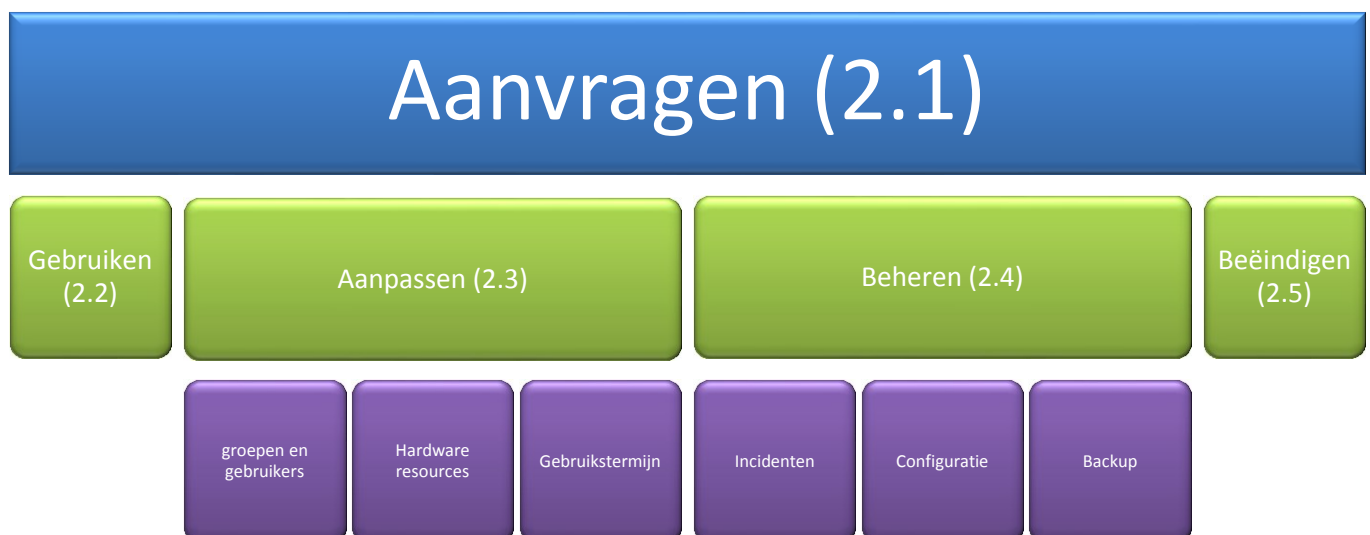 Aanvragen (2.1)
Gebruiken
(2.2)
Aanpassen (2.3)
Beheren (2.4)
Beëindigen
(2.5)
groepen en
gebruikers
Hardware
resources
Gebruikstermijn
Incidenten
Configuratie
Backup